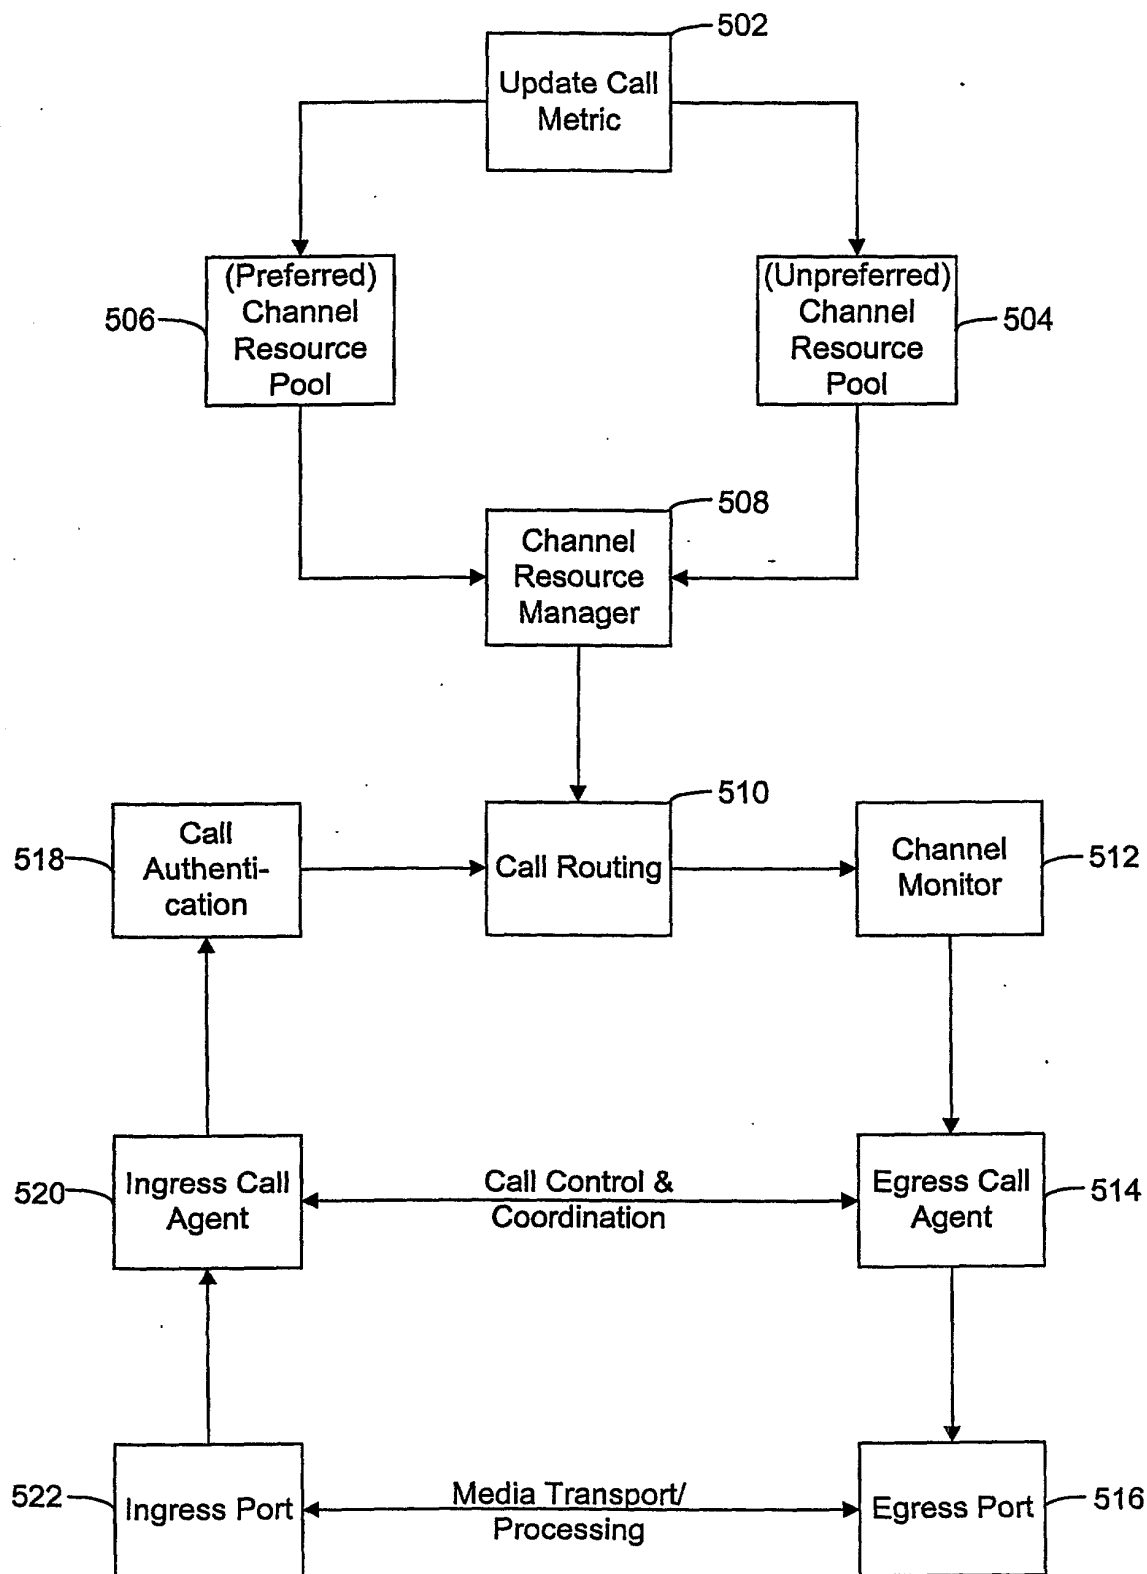 502
Update Call
Metric
(Preferred)
Channel
Resource
Pool
506
(Unpreferred)
Channel
Resource
Pool
504
508
Channel
Resource
Manager
510
518
Call
Authenti-
cation
Call Routing
Channel
Monitor
512
520
Ingress Call
Agent
Call Control &
Coordination
Egress Call
Agent
514
522
Ingress Port
Media Transport/
Processing
Egress Port
516